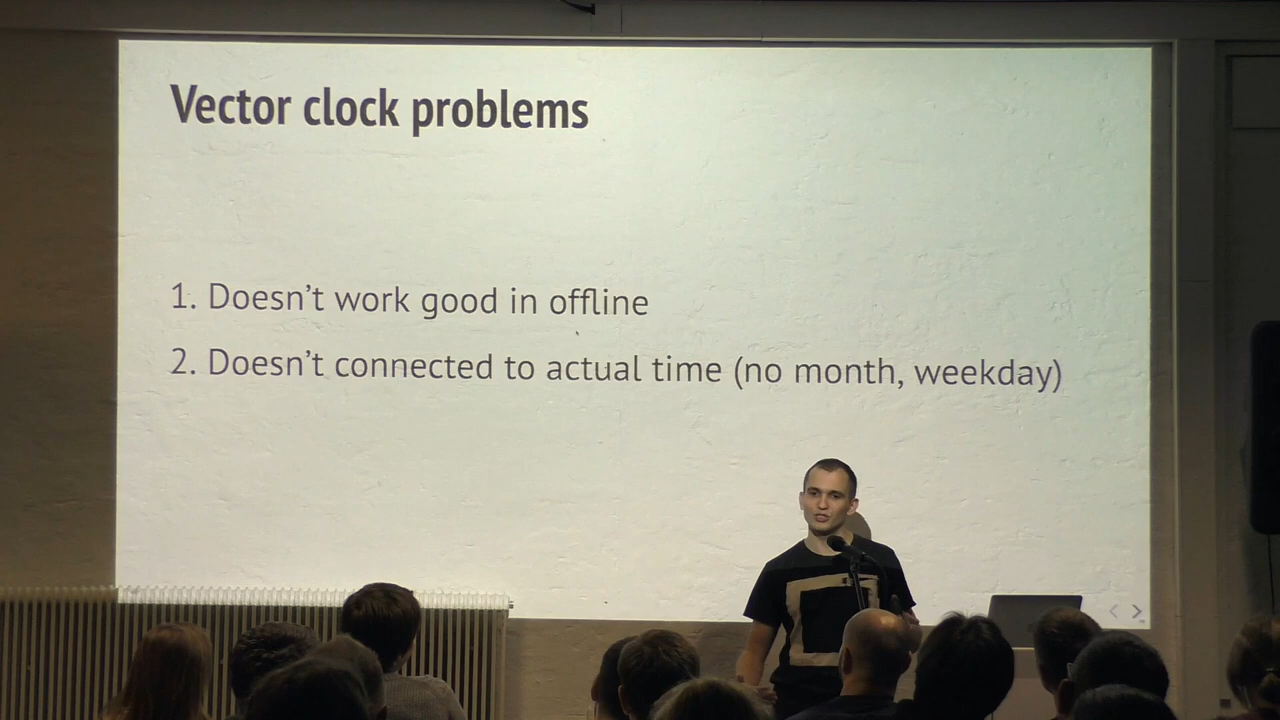 Vector clock problems
1. Doesn’t work good in offline
2. Doesn’t connected to actual time (no month, weekday)